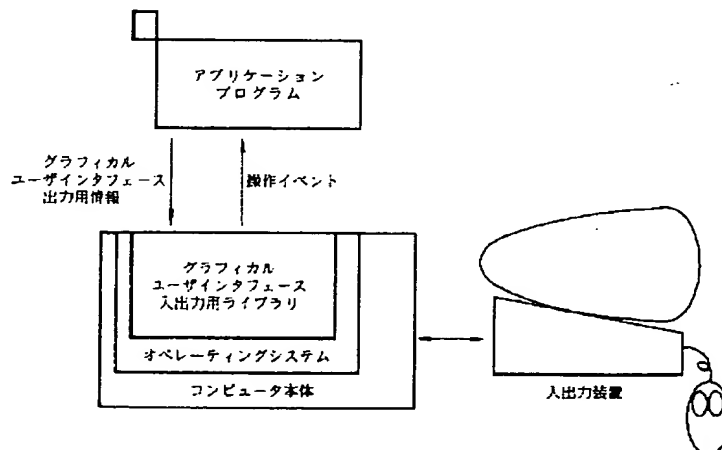 アプリケーション
プログラム
グラフィカル
ユーザインタフェース
出力用情報
操作イベント
グラフィカル
ユーザインタフェース
入出力用ライブラリ
オペレーティングシステム
コンピュータ本体
入出力装置